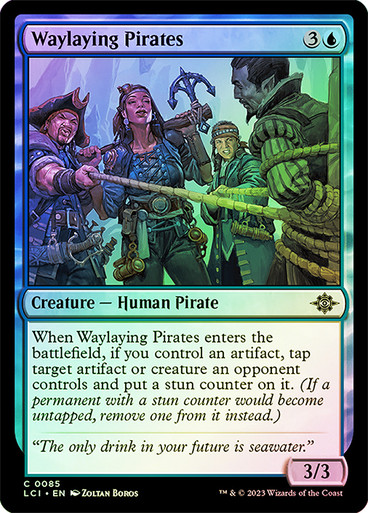 Waylaying Pirates 3
Creature — Human Pirate
When Waylaying Pirates enters the
battlefield, if you control an artifact, tap
target artifact or creature an opponent
controls and put a stun counter on it. (If a
permanent with a stun counter would become
untapped, remove one from it instead.)
“The only drink in your future is seawater.”
3/3
C 0085
LCI • EN Zoltan Boros
™ & © 2023 Wizards of the Coast